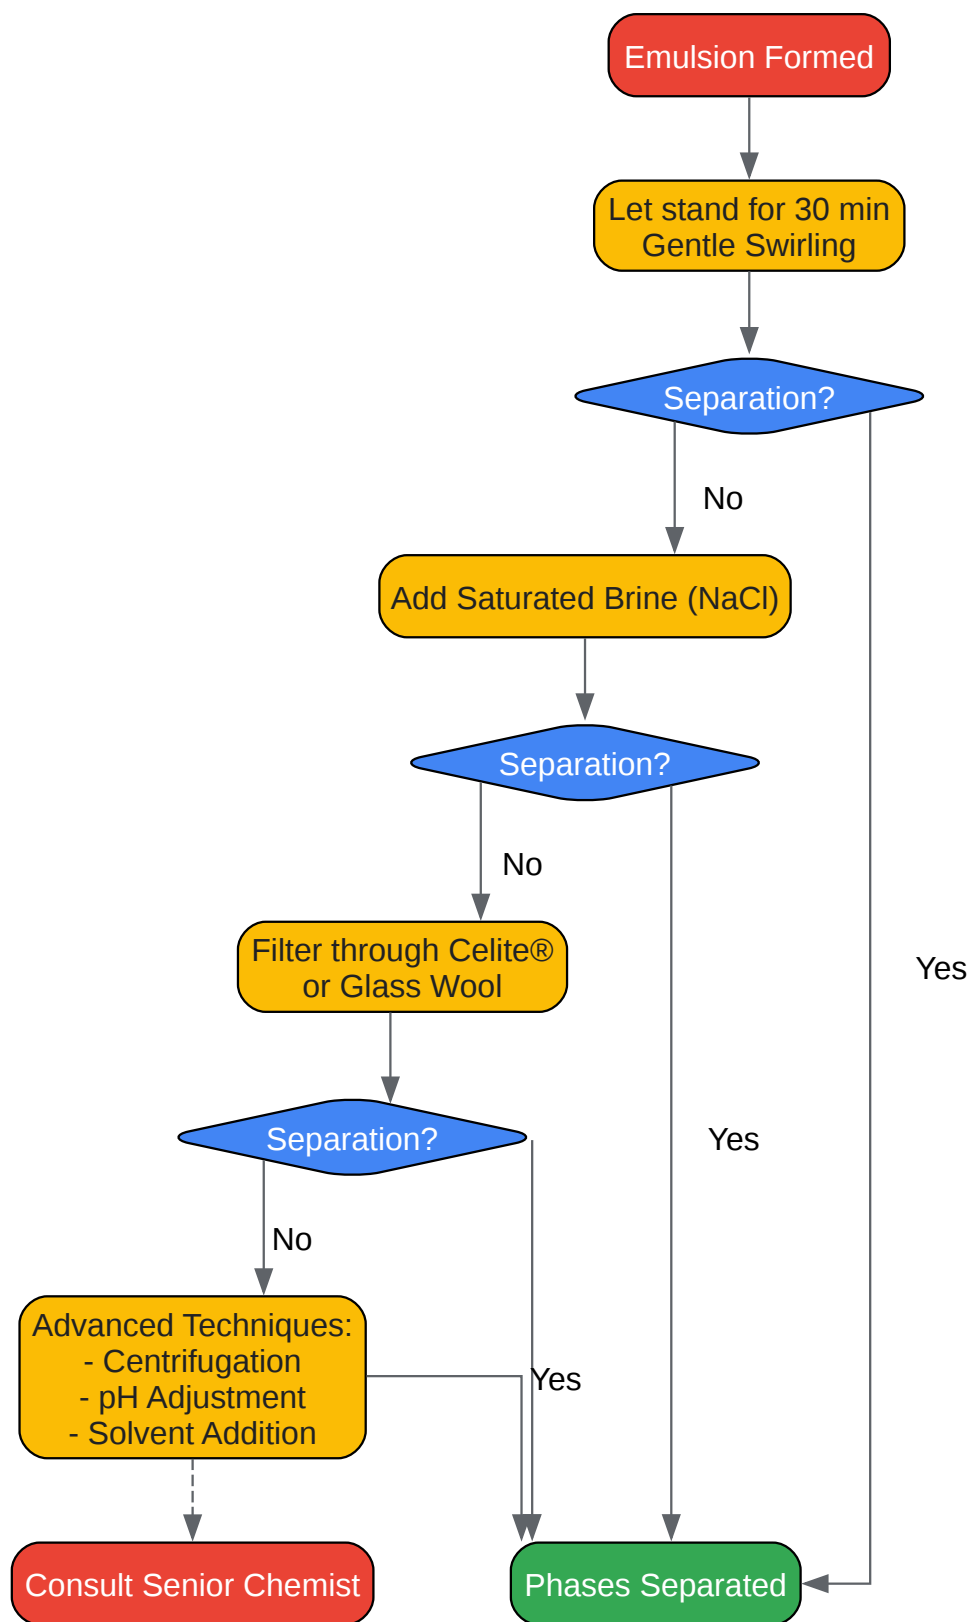 Emulsion Formed
Let stand for 30 min
Gentle Swirling
Separation?
No
Add Saturated Brine (NaCl)
Separation?
No
Filter through Celite®
or Glass Wool
Yes
Separation?
Yes
No
Advanced Techniques:
- Centrifugation
- pH Adjustment
- Solvent Addition
Yes
Consult Senior Chemist
Phases Separated